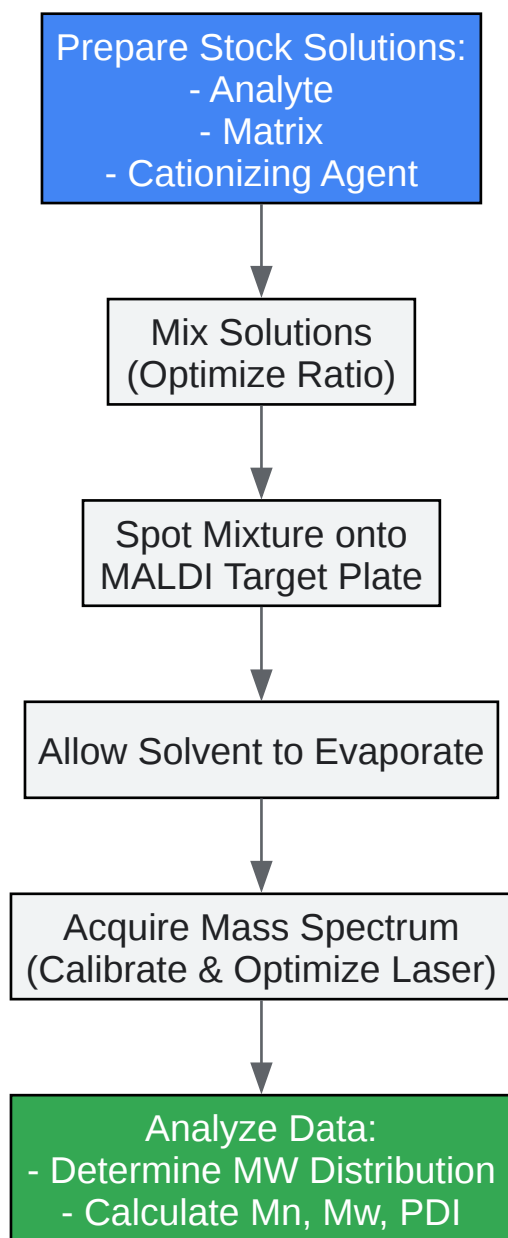 Prepare Stock Solutions:
- Analyte
- Matrix
- Cationizing Agent
Mix Solutions
(Optimize Ratio)
Spot Mixture onto
MALDI Target Plate
Allow Solvent to Evaporate
Acquire Mass Spectrum
(Calibrate & Optimize Laser)
Analyze Data:
- Determine MW Distribution
- Calculate Mn, Mw, PDI